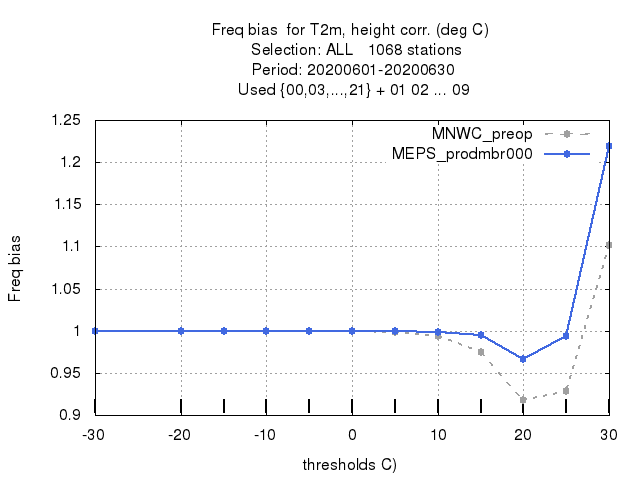 Freq bias  for T2m, height corr. (deg C)
Selection: ALL   1068 stations
Period: 20200601-20200630
Used {00,03,...,21} + 01 02 ... 09
MNWC_preop
MEPS_prodmbr000
1.25
1.2
1.15
1.1
1.05
1
0.95
0.9
Freq bias
-30
-20
-10
0
10
20
30
thresholds C)